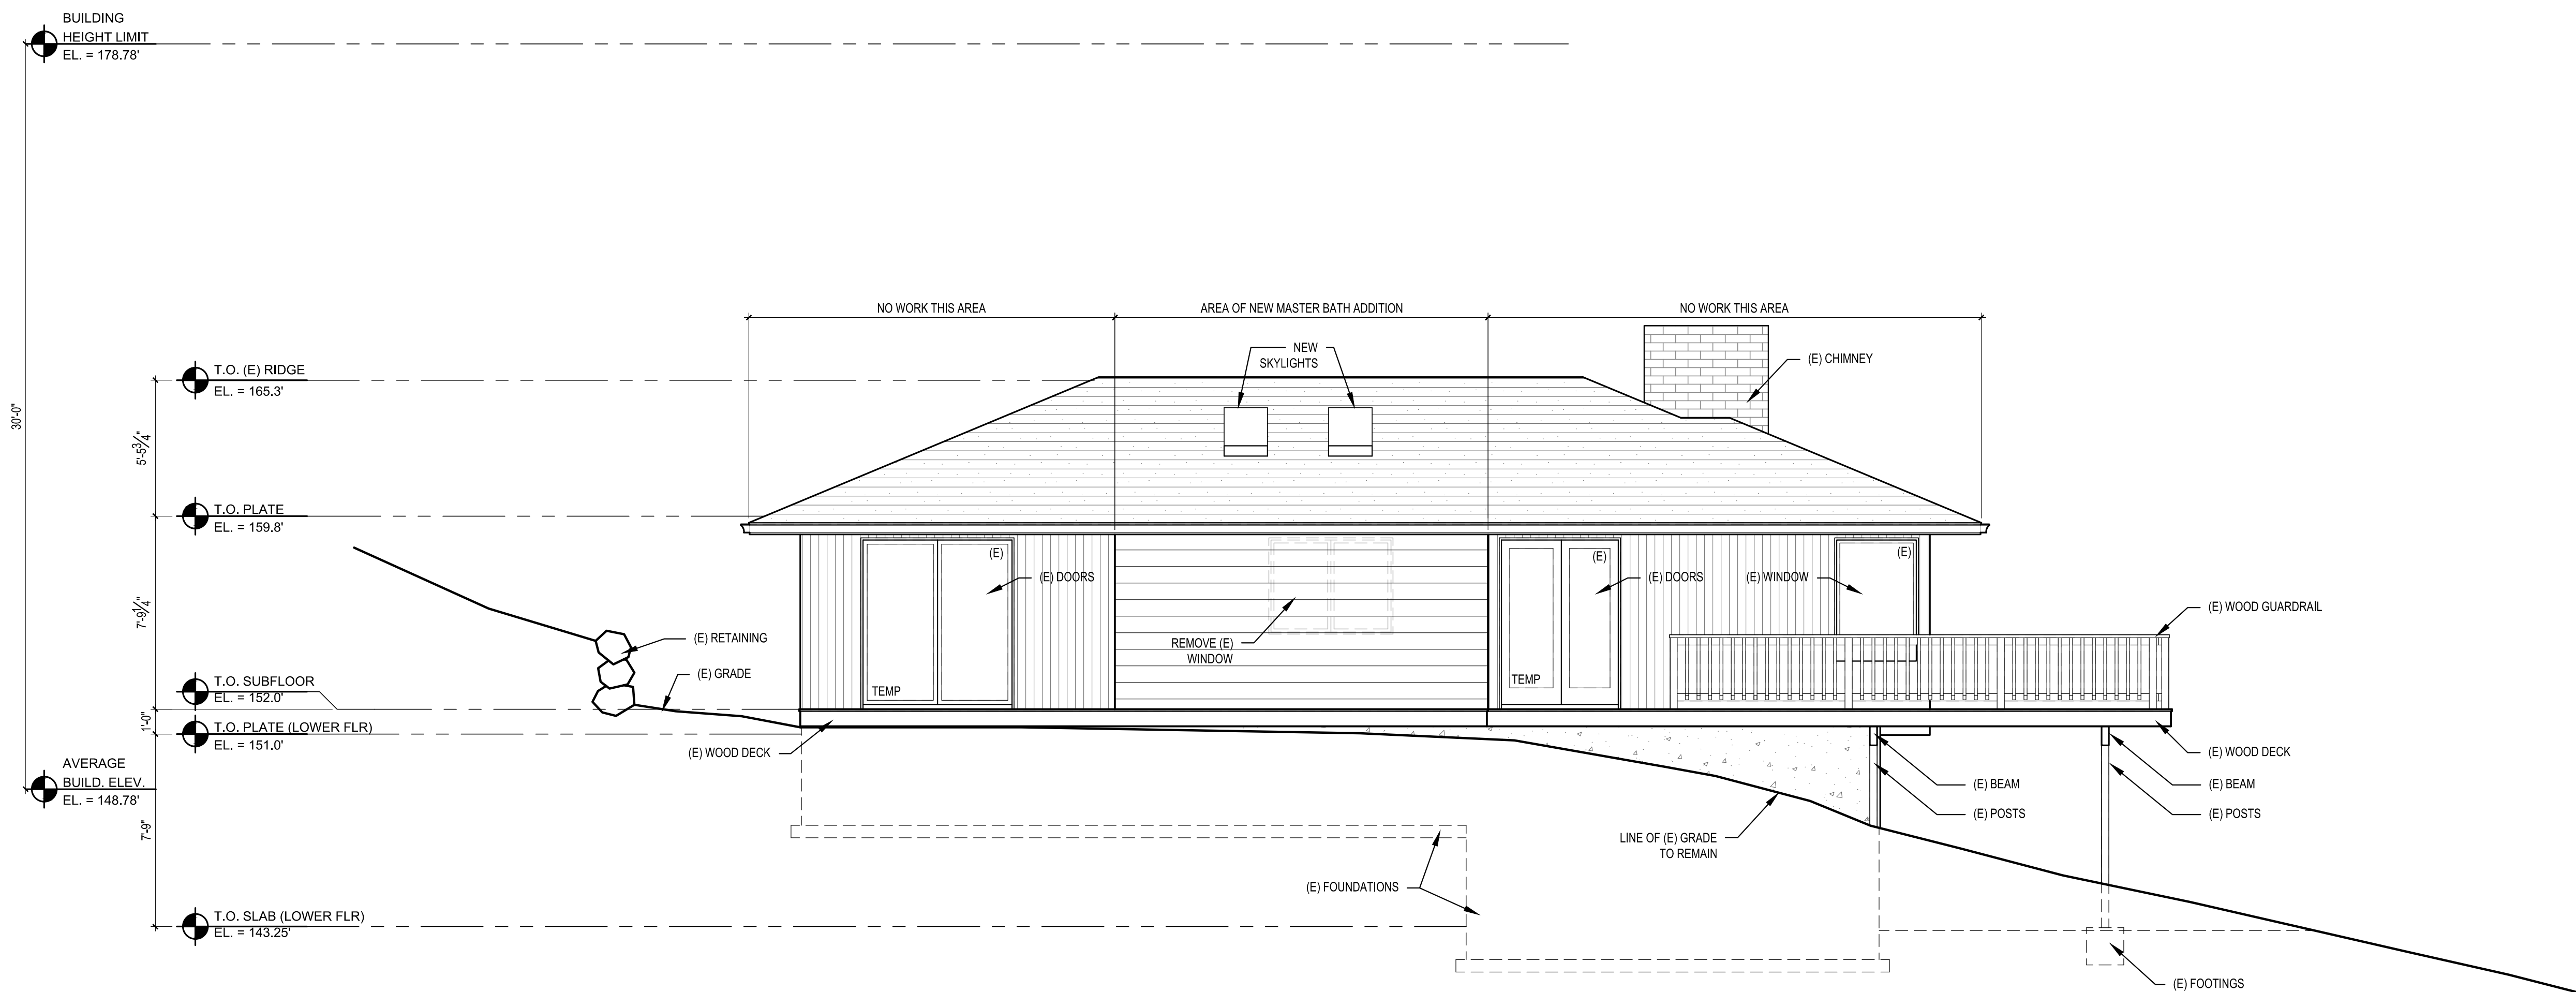 BUILDING
HEIGHT LIMIT
EL. = 178.78'
NO WORK THIS AREA
AREA OF NEW MASTER BATH ADDITION
NO WORK THIS AREA
NEW
SKYLIGHTS
(E) CHIMNEY
T.O. (E) RIDGE
EL. = 165.3'
30'-0"
5'-5 3/4"
T.O. PLATE
EL. = 159.8'
(E)
(E)
(E)
(E) DOORS
(E) DOORS
(E) WINDOW
7'-9 1/4"
(E) WOOD GUARDRAIL
(E) RETAINING
REMOVE (E)
WINDOW
(E) GRADE
T.O. SUBFLOOR
EL. = 152.0'
TEMP
TEMP
1'-0"
T.O. PLATE (LOWER FLR)
EL. = 151.0'
(E) WOOD DECK
(E) WOOD DECK
AVERAGE
BUILD. ELEV.
EL. = 148.78'
(E) BEAM
(E) BEAM
(E) POSTS
(E) POSTS
7'-9"
LINE OF (E) GRADE
TO REMAIN
(E) FOUNDATIONS
T.O. SLAB (LOWER FLR)
EL. = 143.25'
(E) FOOTINGS